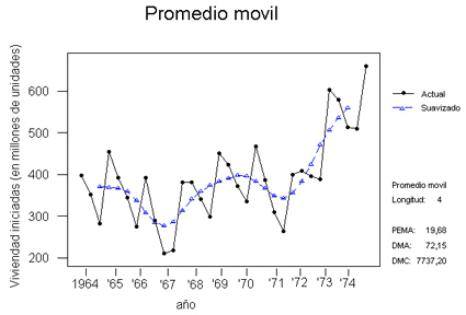 Promedio movil
Viviendad iniciadas (en millones de unidades)
600
500
400
300
200
1964 '65 '66 '67 '68 '69 '70 '71 '72 '73 '74
año
Actual
Suavizado
Promedio movil
Longitud: 4
PEMA: 19,68
DMA: 72,15
DMC: 7737,20